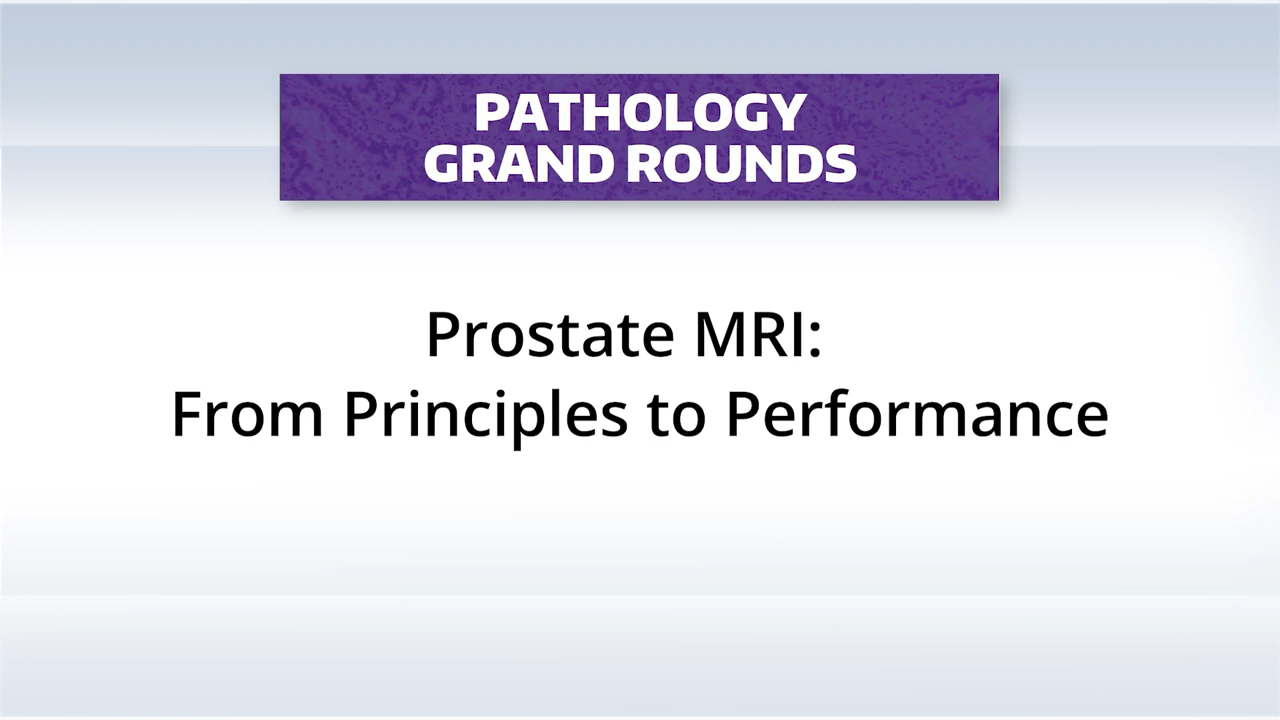 PATHOLOGY
GRAND ROUNDS
Prostate MRI:
From Principles to Performance